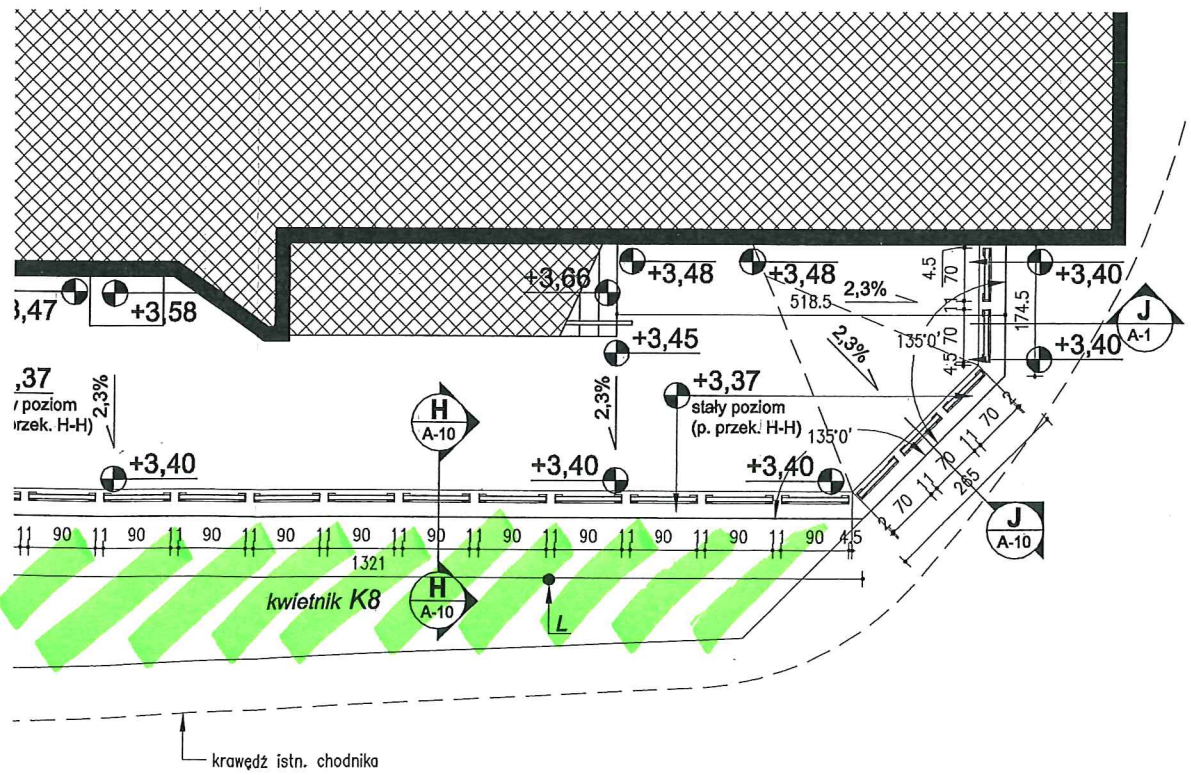 +3,66
+3,48
+3,48
+3,40
4.5
70
11
70
4.5
518.5
2,3%
174.5
J
A-1
,47
+3,58
+3,45
2,3%
135°0'
+3,40
,37
stały poziom
(p. przek. H-H)
2,3%
H
A-10
2,3%
+3,37
stały poziom
(p. przek. H-H)
135°0'
+3,40
+3,40
+3,40
2
70
11
70
11
70
2
265
J
A-10
11 90 11 90 11 90 11 90 11 90 11 90 11 90 11 90 11 90 11 90 11 90 4.5
1321
kwietnik K8
H
A-10
L
krawędź istn. chodnika